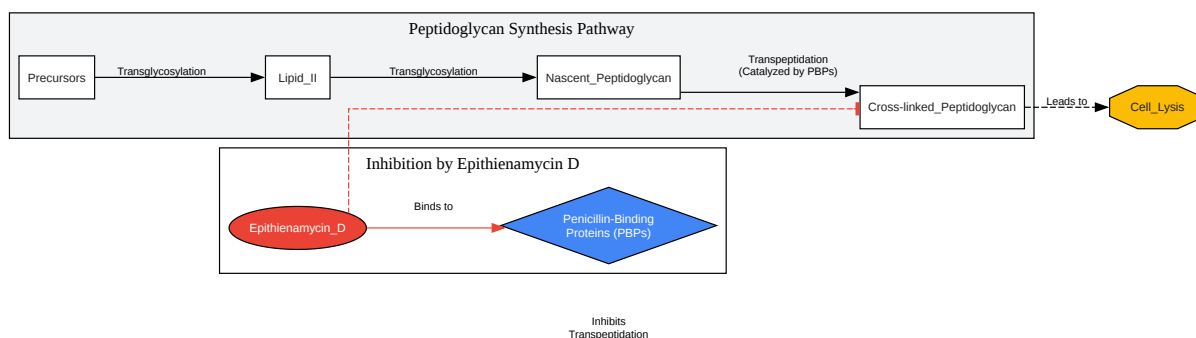 Peptidoglycan Synthesis Pathway
Precursors
Transglycosylation
Lipid_II
Transglycosylation
Nascent_Peptidoglycan
Transpeptidation
(Catalyzed by PBPs)
Cross-linked_Peptidoglycan
Leads to
Cell_Lysis
Inhibition by Epithienamycin D
Epithienamycin_D
Binds to
Penicillin-Binding
Proteins (PBPs)
Inhibits
Transpeptidation